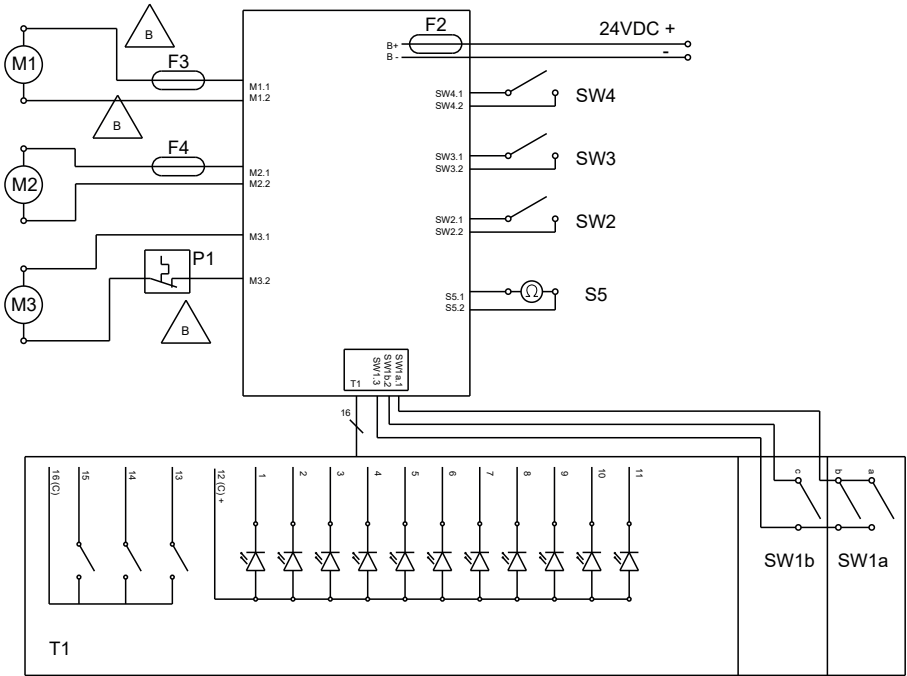 F2
24VDC +
-
B+
B -
B
M1
F3
M1.1
M1.2
B
SW4.1
SW4.2
SW4
M2
F4
M2.1
M2.2
SW3.1
SW3.2
SW3
SW2.1
SW2.2
SW2
M3
M3.1
P1
M3.2
B
S5.1
S5.2
Ω
S5
T1
SW1.3
SW1b.2
SW1a.1
16
16 (C)
15
14
13
12 (C) +
1
2
3
4
5
6
7
8
9
10
11
c
b
a
SW1b
SW1a
T1